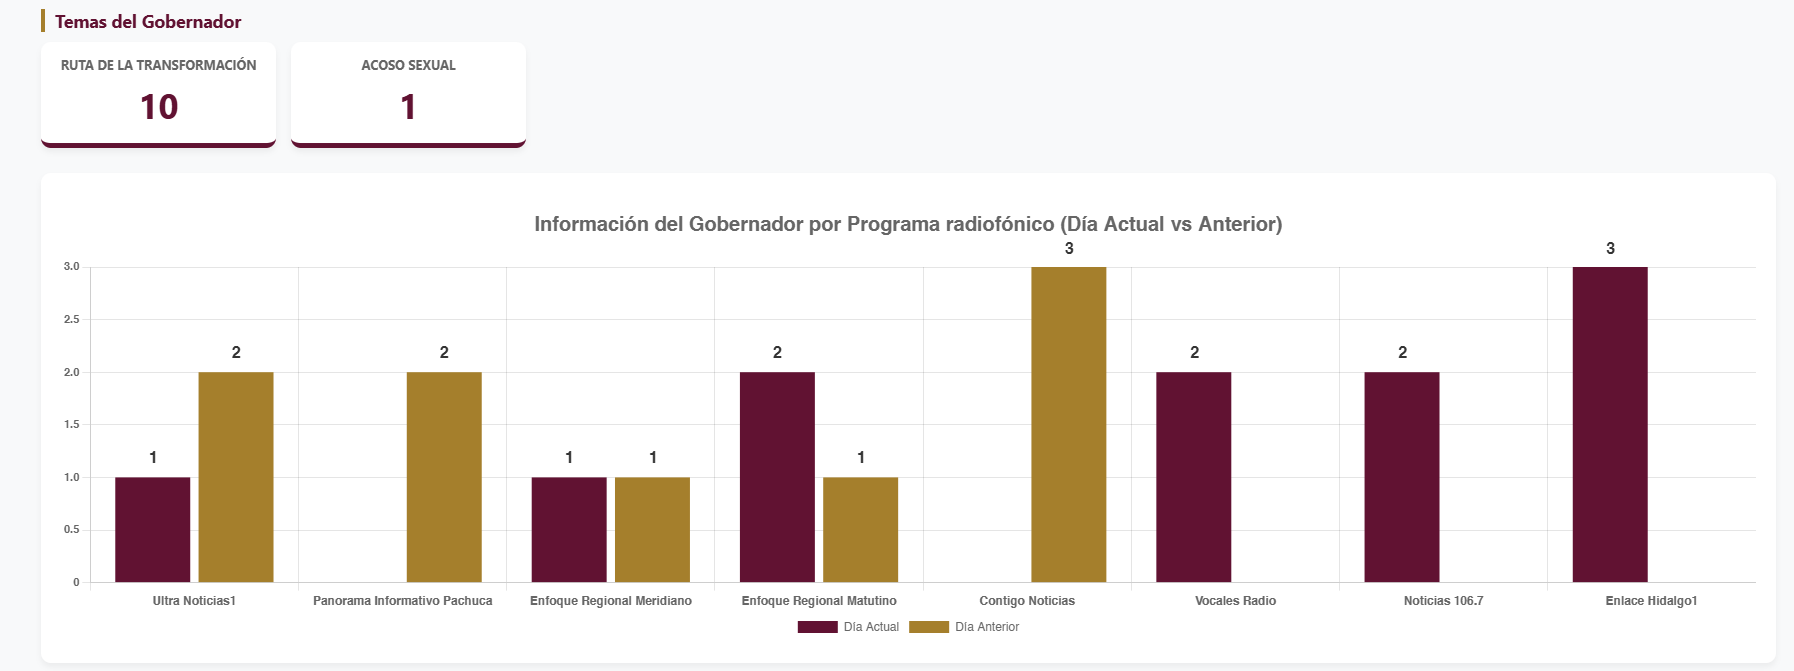 Temas del Gobernador
RUTA DE LA TRANSFORMACIÓN
10
ACOSO SEXUAL
1
Información del Gobernador por Programa radiofónico (Día Actual vs Anterior)
3.0
2.5
2.0
1.5
1.0
0.5
0
1
2
2
1
1
2
1
3
2
2
3
Ultra Noticias1
Panorama Informativo Pachuca
Enfoque Regional Meridiano
Enfoque Regional Matutino
Contigo Noticias
Vocales Radio
Noticias 106.7
Enlace Hidalgo1
Día Actual
Día Anterior